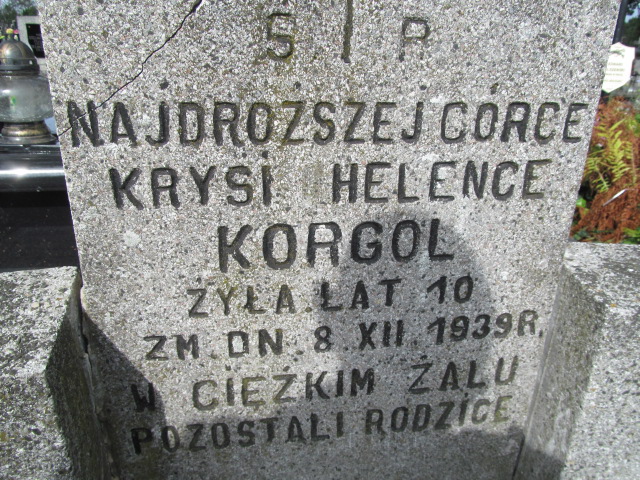 Ś P
NAJDROŻSZEJ CÓRCE
KRYSI HELENCE
KORGOL
ŻYŁA LAT 10
ZM. DN. 8 XII 1939 R.
W CIĘŻKIM ŻALU
POZOSTALI RODZICE